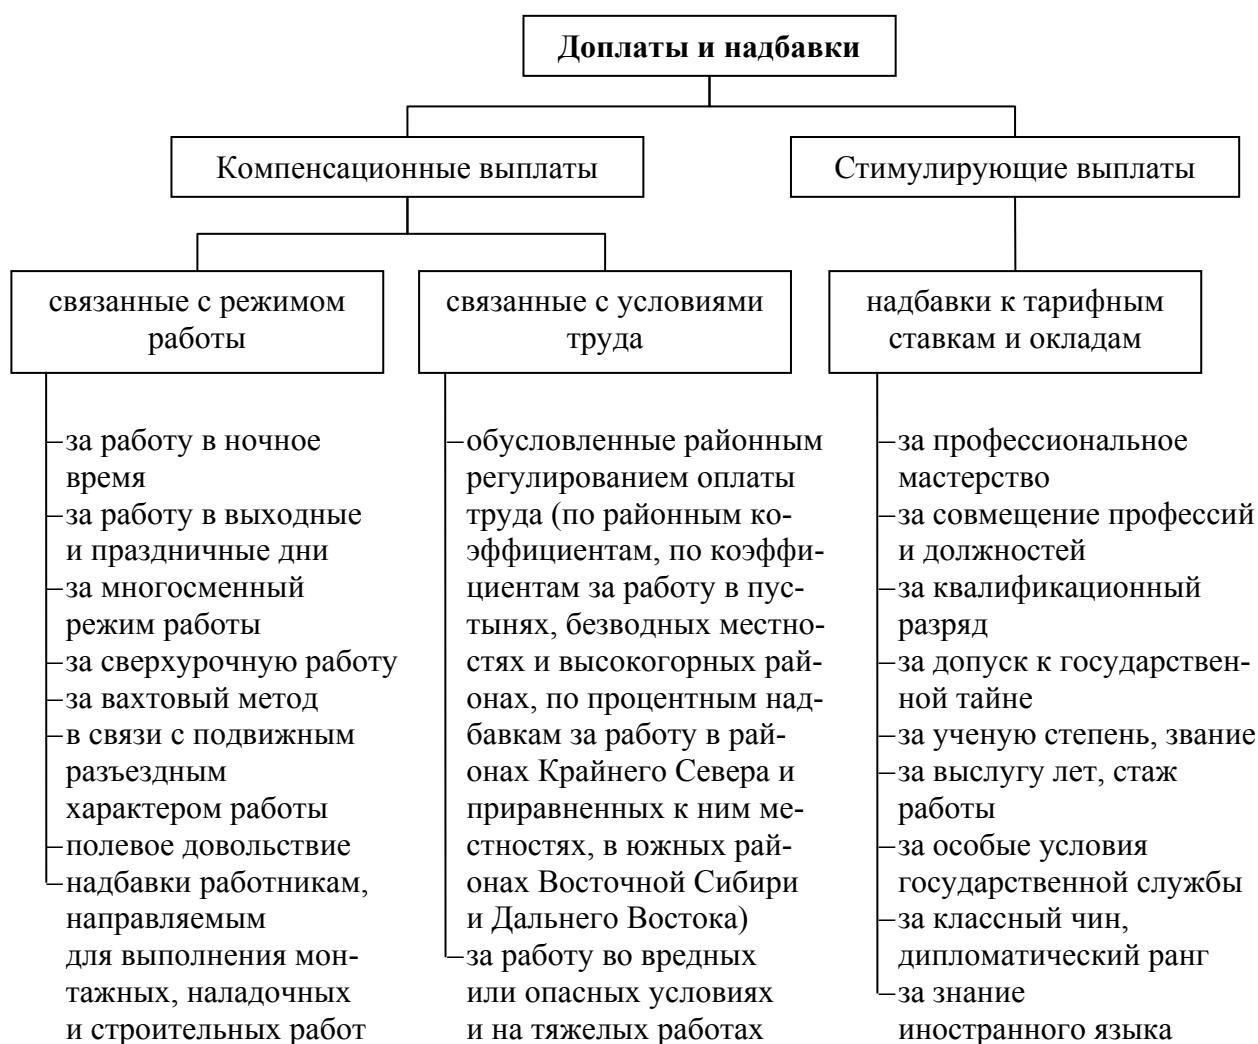 Доплаты и надбавки
Компенсационные выплаты
Стимулирующие выплаты
связанные с режимом
работы
связанные с условиями
труда
надбавки к тарифным
ставкам и окладам
за работу в ночное
время
за работу в выходные
и праздничные дни
за многосменный
режим работы
за сверхурочную работу
за вахтовый метод
в связи с подвижным
разъездным
характером работы
полевое довольствие
надбавки работникам,
направляемым
для выполнения мон-
тажных, наладочных
и строительных работ
обусловленные районным
регулированием оплаты
труда (по районным ко-
эффициентам, по коэффи-
циентам за работу в пус-
тынях, безводных местно-
стях и высокогорных рай-
онах, по процентным над-
бавкам за работу в рай-
онах Крайнего Севера и
приравненных к ним ме-
стностях, в южных рай-
онах Восточной Сибири
и Дальнего Востока)
за работу во вредных
или опасных условиях
и на тяжелых работах
за профессиональное
мастерство
за совмещение профессий
и должностей
за квалификационный
разряд
за допуск к государствен-
ной тайне
за ученую степень, звание
за выслугу лет, стаж
работы
за особые условия
государственной службы
за классный чин,
дипломатический ранг
за знание
иностранного языка